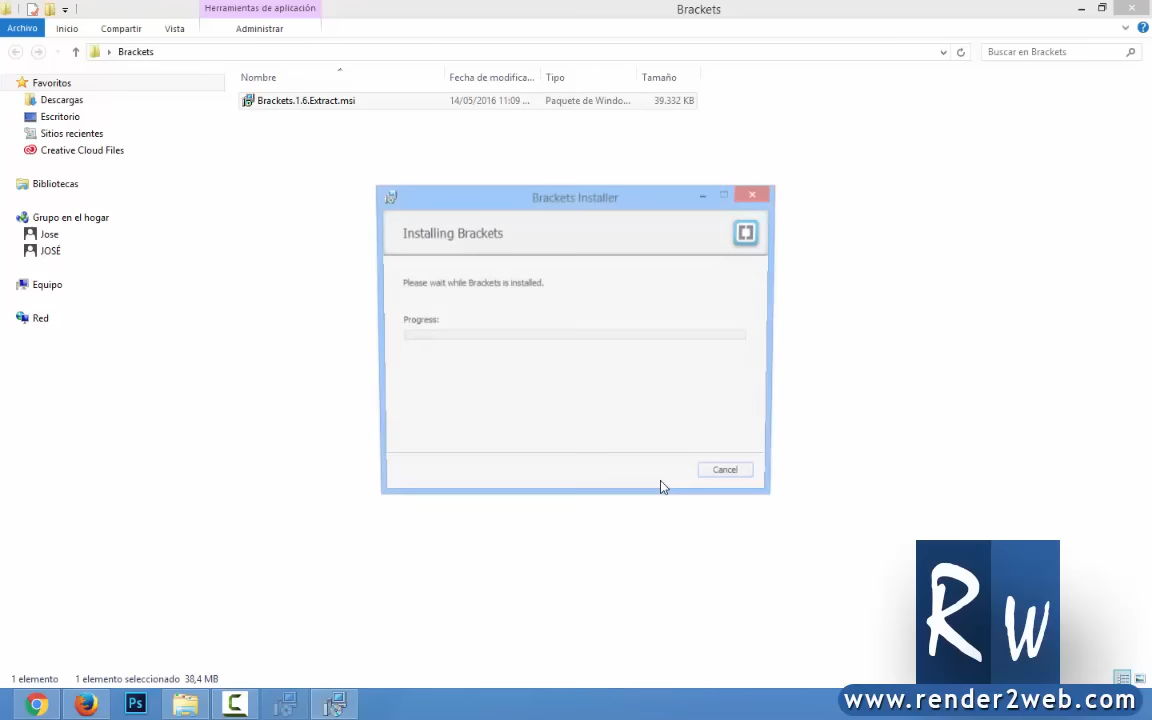 Herramientas de aplicación
Brackets
Archivo
Inicio
Compartir
Vista
Administrar
Brackets
Buscar en Brackets
Nombre
Fecha de modifica...
Tipo
Tamaño
Brackets.1.6.Extract.msi
14/05/2016 11:09 ...
Paquete de Windo...
39.332 KB
Favoritos
Descargas
Escritorio
Sitios recientes
Creative Cloud Files
Bibliotecas
Grupo en el hogar
Jose
JOSÉ
Equipo
Red
Brackets Installer
Installing Brackets
Please wait while Brackets is installed.
Progress:
Cancel
RW
1 elemento
1 elemento seleccionado 38,4 MB
Ps
www.render2web.com